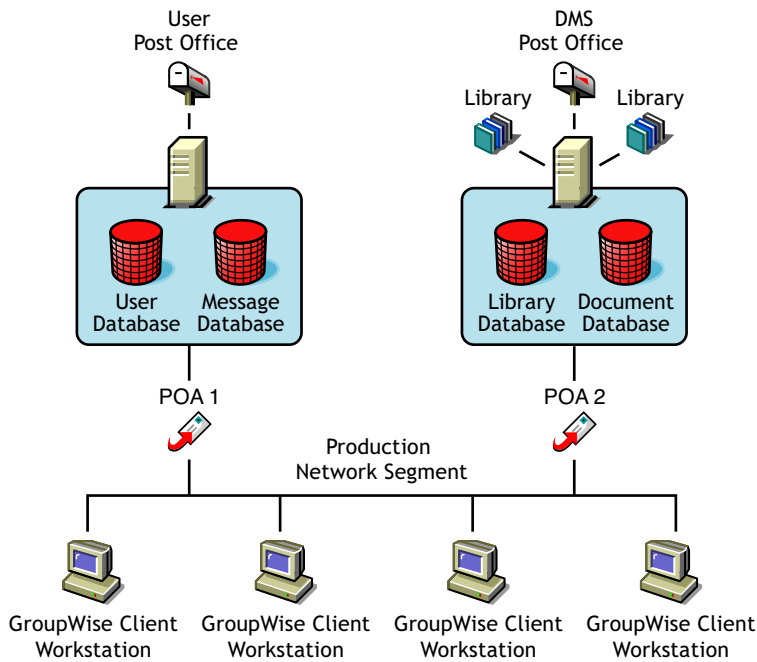 User
Post Office
DMS
Post Office
Library
Library
User
Database
Message
Database
Library
Database
Document
Database
POA 1
POA 2
Production
Network Segment
GroupWise Client
Workstation
GroupWise Client
Workstation
GroupWise Client
Workstation
GroupWise Client
Workstation